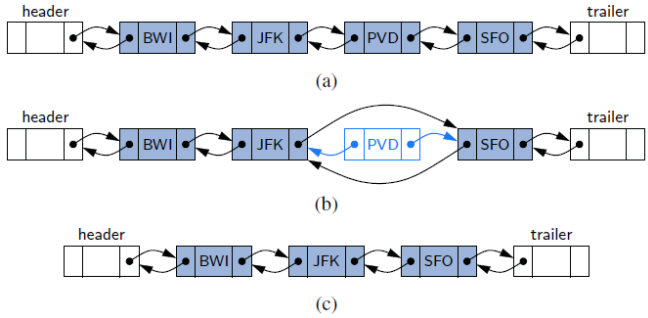 header trailer
BWI JFK PVD SFO
(a)
header trailer
BWI JFK PVD SFO
(b)
header trailer
BWI JFK SFO
(c)